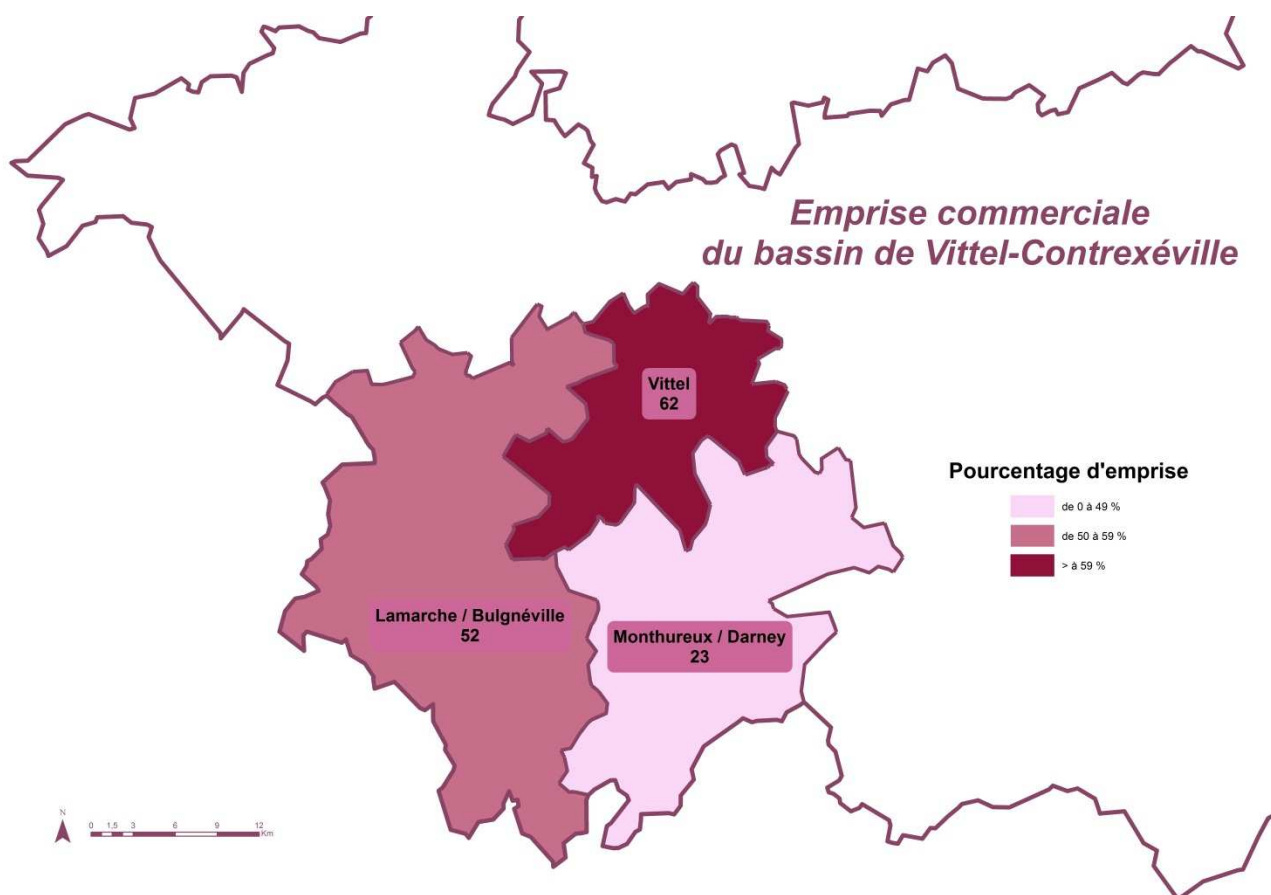 Emprise commerciale
du bassin de Vittel-Contrexéville
Vittel
62
Pourcentage d'emprise
de 0 à 49 %
de 50 à 59 %
> à 59 %
Lamarche / Bulgnéville
52
Monthureux / Darney
23
N
0 1,5 3 6 9 12
Km